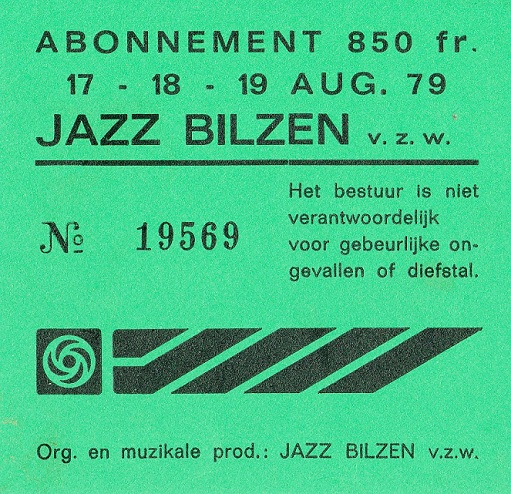 ABONNEMENT 850 fr.
17 - 18 - 19 AUG. 79
JAZZ BILZEN v. z. w.
Het bestuur is niet
verantwoordelijk
voor gebeurlijke on-
gevallen of diefstal.
№ 19569
Org. en muzikale prod.: JAZZ BILZEN v.z.w.